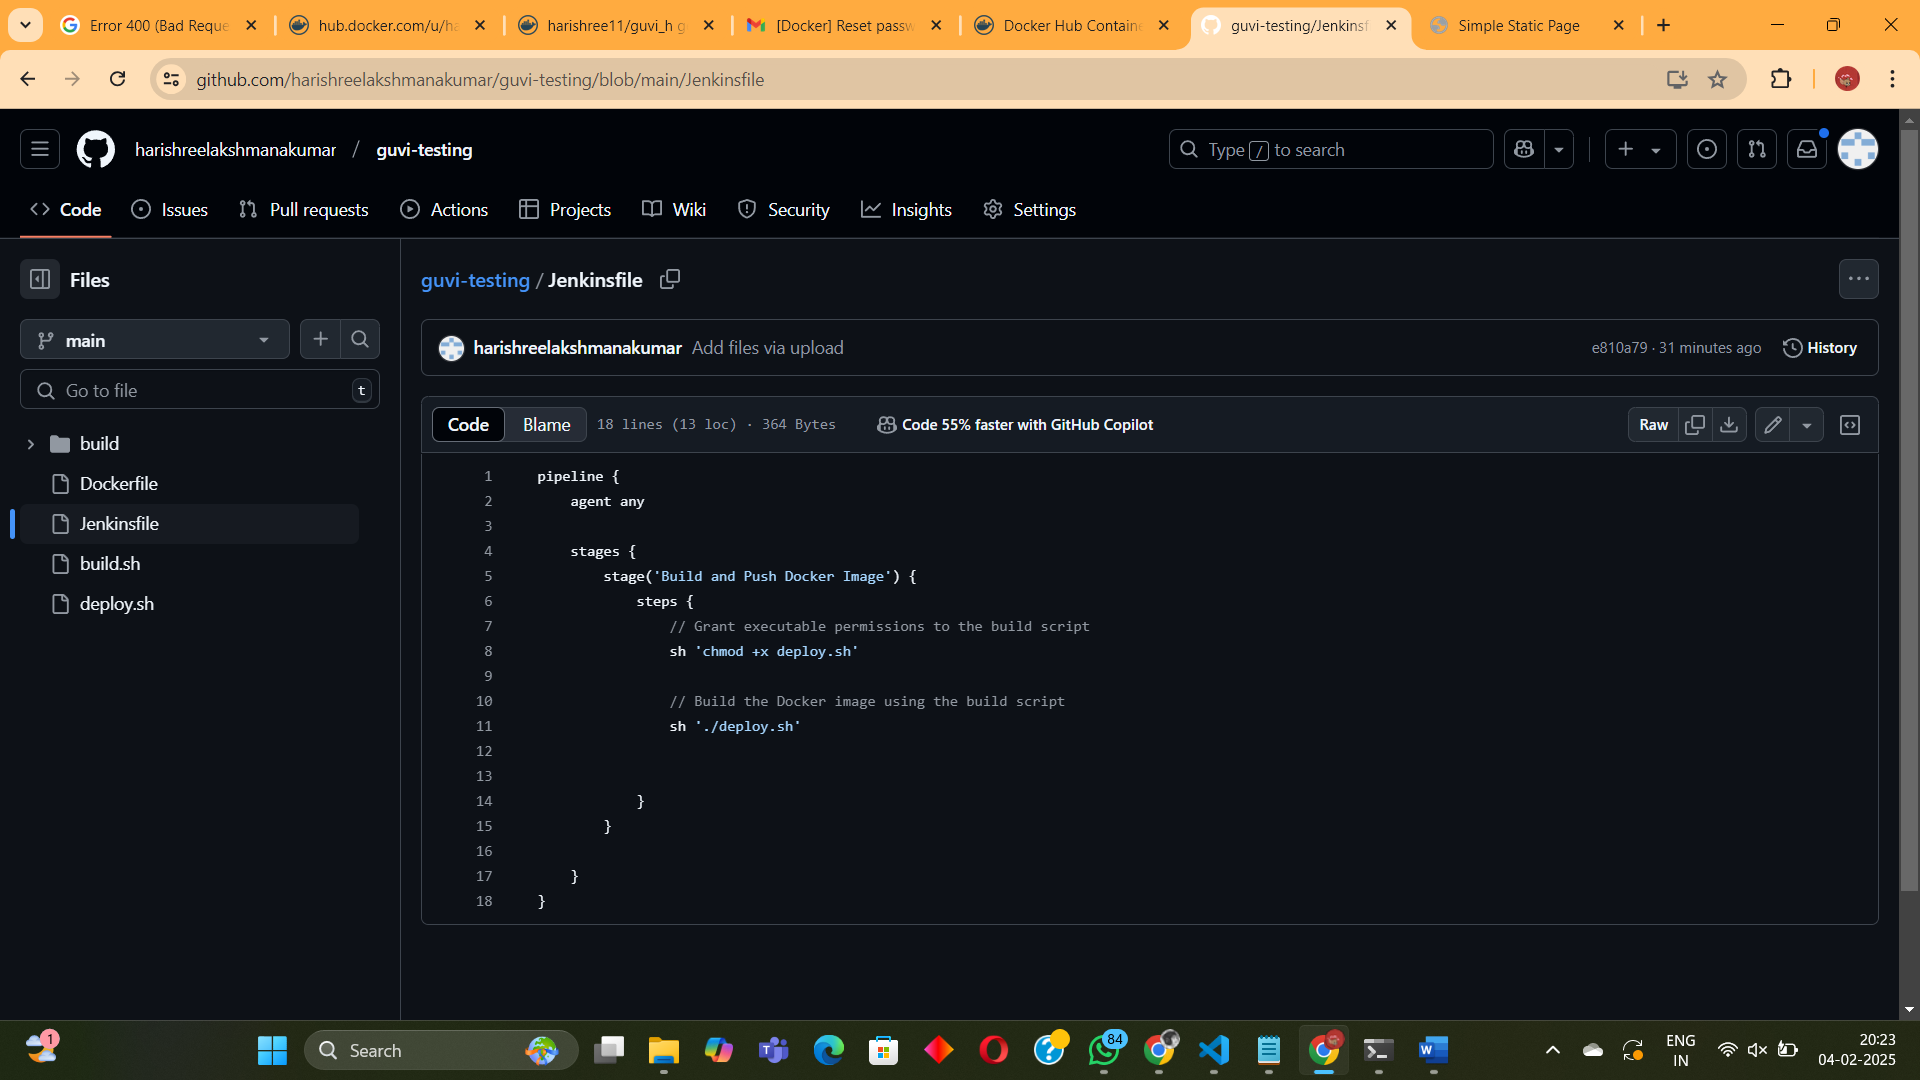 Error 400 (Bad Reque
hub.docker.com/u/ha
harishree11/guvi_h g
[Docker] Reset passw
Docker Hub Containe
guvi-testing/Jenkinsf
Simple Static Page
github.com/harishreelakshmanakumar/guvi-testing/blob/main/Jenkinsfile
harishreelakshmanakumar / guvi-testing
Type / to search
Code Issues Pull requests Actions Projects Wiki Security Insights Settings
Files
guvi-testing / Jenkinsfile
main
harishreelakshmanakumar Add files via upload
e810a79 · 31 minutes ago History
Go to file t
Code Blame 18 lines (13 loc) · 364 Bytes Code 55% faster with GitHub Copilot Raw
build
Dockerfile
Jenkinsfile
build.sh
deploy.sh
1 pipeline {
2 agent any
3
4 stages {
5 stage('Build and Push Docker Image') {
6 steps {
7 // Grant executable permissions to the build script
8 sh 'chmod +x deploy.sh'
9
10 // Build the Docker image using the build script
11 sh './deploy.sh'
12
13
14 }
15 }
16
17 }
18 }
1
Search
84
ENG
IN
20:23
04-02-2025